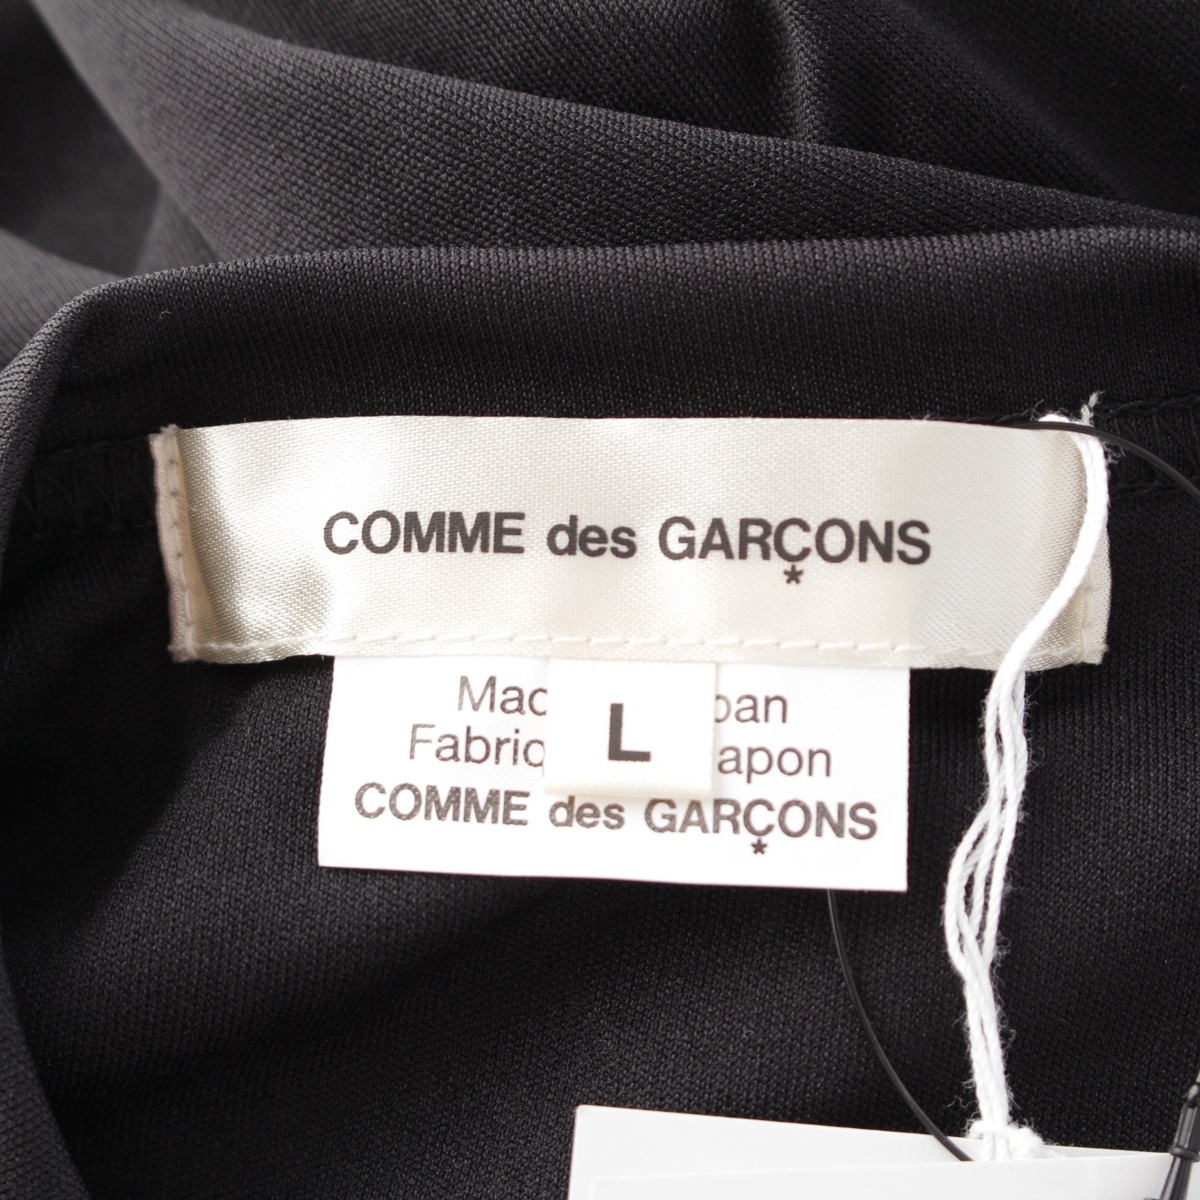 COMME des GARÇONS
*
Mac L pan
Fabriq apon
COMME des GARÇONS
*